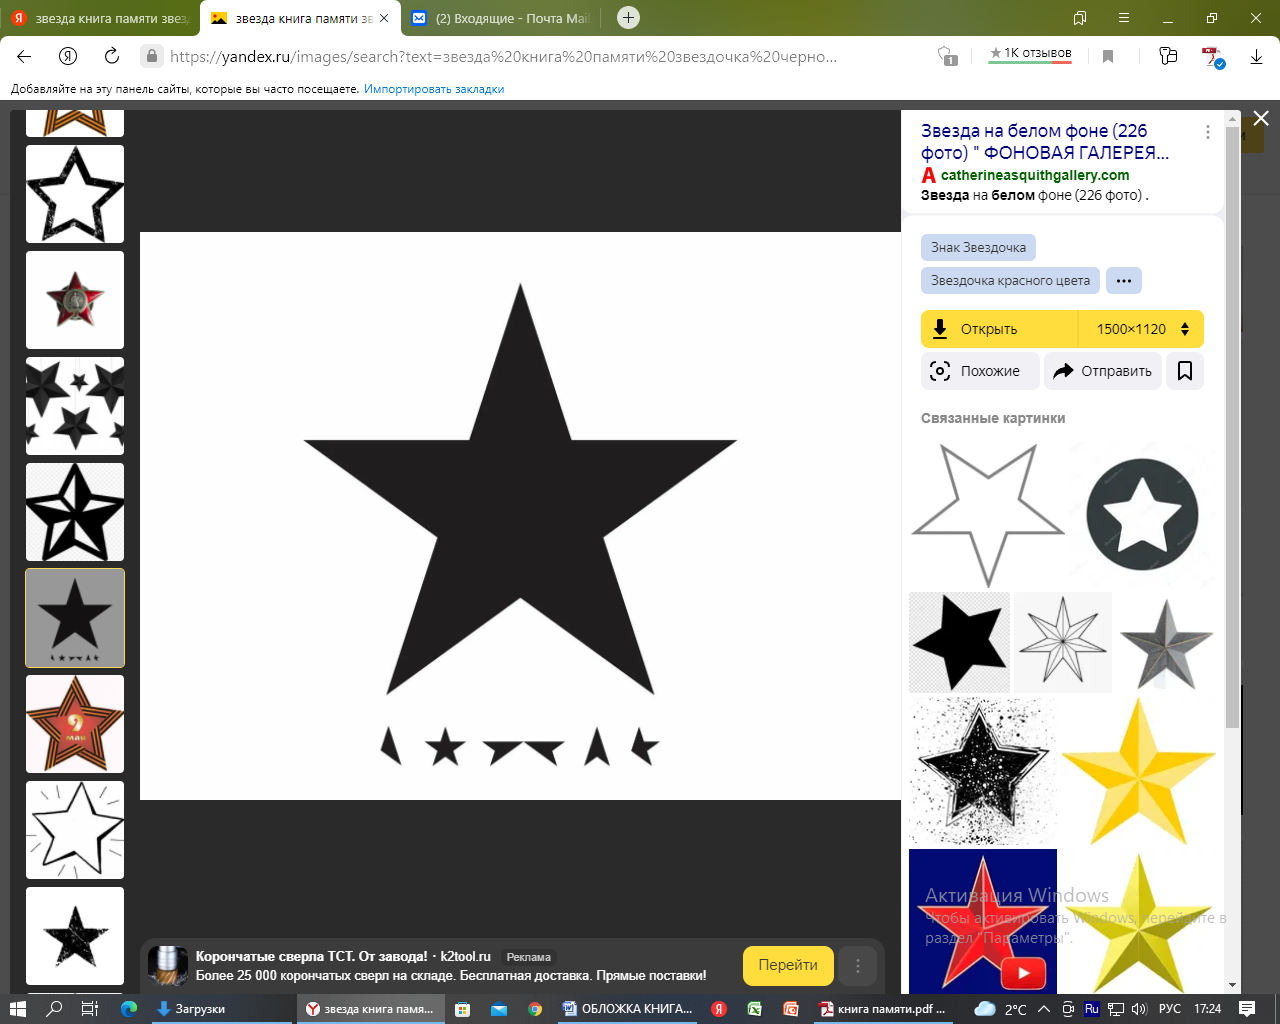 звезда книга памяти звез
звезда книга памяти зв
(2) Входящие - Почта Mai
https://yandex.ru/images/search?text=звезда%20книга%20памяти%20звездочка%20черно...
1
★1К отзывов
Добавляйте на эту панель сайты, которые вы часто посещаете. Импортировать закладки
Звезда на белом фоне (226
фото) " ФОНОВАЯ ГАЛЕРЕЯ...
catherineasquithgallery.com
Звезда на белом фоне (226 фото) .
Знак Звездочка
Звездочка красного цвета
•••
Открыть
1500×1120
Похожие
Отправить
Связанные картинки
9
мая
Активация Windows
Чтобы активировать Windows, перейдите в
раздел "Параметры".
Корончатые сверла ТСТ. От завода! · k2tool.ru Реклама
Более 25 000 корончатых сверл на складе. Бесплатная доставка. Прямые поставки!
Перейти
Загрузки
звезда книга памя...
ОБЛОЖКА КНИГА...
книга памяти.pdf ...
2°C
Ru
РУС
17:24